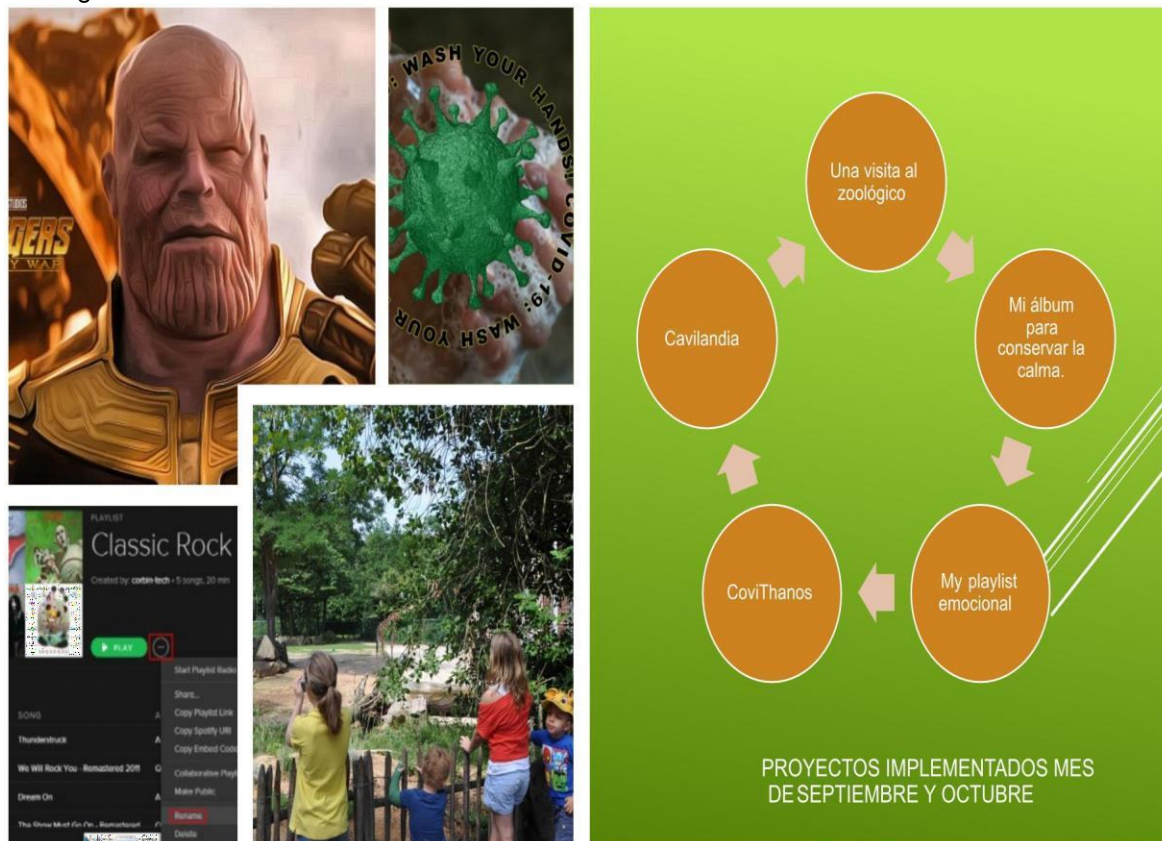 STUDIOS
WASH YOUR HANDS! COVID-19: WASH YOUR
PLAYLIST
Classic Rock
Created by: corbin-tech • 5 songs, 20 min
PLAY
Start Playlist Radio
Share...
Copy Playlist Link
Copy Spotify URI
Copy Embed Code
Collaborative Playl
Make Public
Rename
Delete
SONG
A
Thunderstruck
We Will Rock You - Remastered 2011
Dream On
The Show Must Go On - Remastered
Una visita al
zoológico
Mi álbum
para
conservar la
calma.
My playlist
emocional
CoviThanos
Cavilandia
PROYECTOS IMPLEMENTADOS MES
DE SEPTIEMBRE Y OCTUBRE